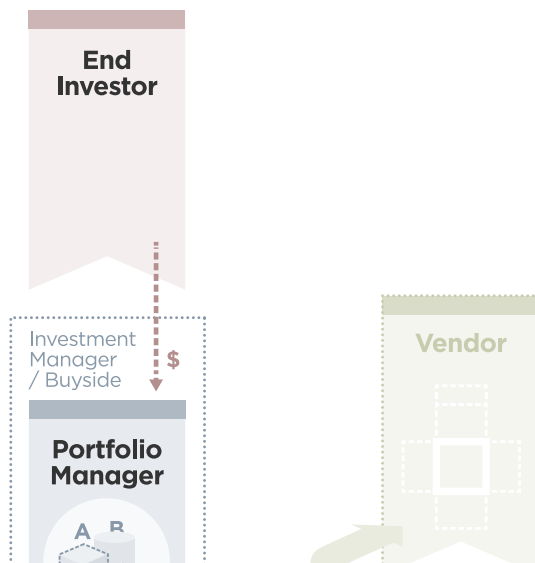 End
Investor
Investment
Manager
/ Buyside
$
Vendor
Portfolio
Manager
A B